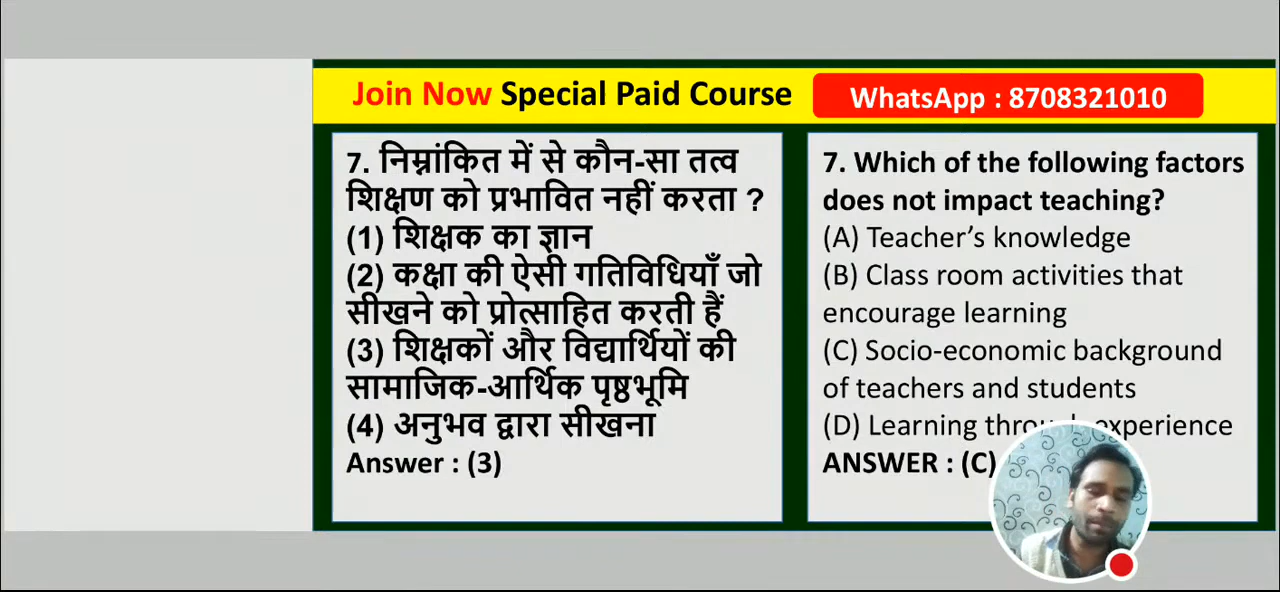 Join Now Special Paid Course
WhatsApp : 8708321010
7. निम्नांकित में से कौन-सा तत्व
शिक्षण को प्रभावित नहीं करता ?
(1) शिक्षक का ज्ञान
(2) कक्षा की ऐसी गतिविधियाँ जो
सीखने को प्रोत्साहित करती हैं
(3) शिक्षकों और विद्यार्थियों की
सामाजिक-आर्थिक पृष्ठभूमि
(4) अनुभव द्वारा सीखना
Answer : (3)
7. Which of the following factors
does not impact teaching?
(A) Teacher’s knowledge
(B) Class room activities that
encourage learning
(C) Socio-economic background
of teachers and students
(D) Learning through experience
ANSWER : (C)